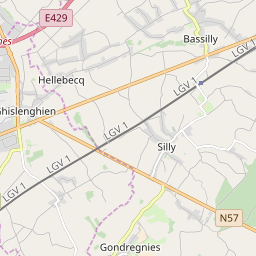 E429
Bassilly
Hellebecq
LGV 1
Ghislenghien
LGV 1
Silly
LGV 1
LGV 1
N57
Gondregnies